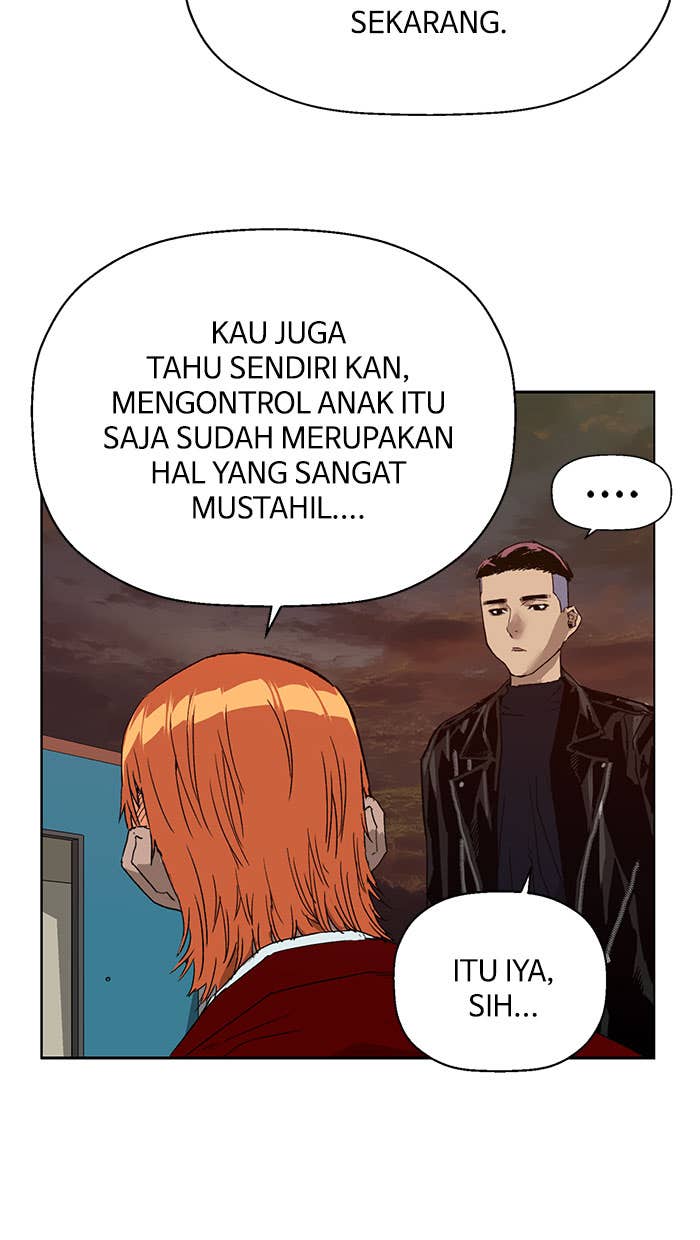 SEKARANG.
KAU JUGA
TAHU SENDIRI KAN,
MENGONTROL ANAK ITU
SAJA SUDAH MERUPAKAN
HAL YANG SANGAT
MUSTAHIL....
....
ITU IYA,
SIH...